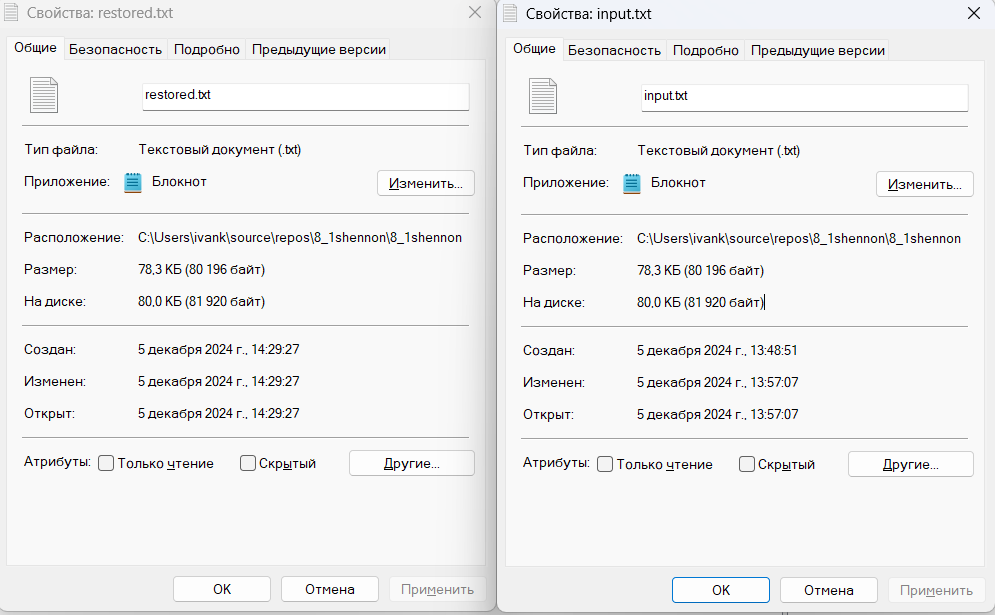 Свойства: restored.txt
Общие Безопасность Подробно Предыдущие версии
restored.txt
Тип файла: Текстовый документ (.txt)
Приложение: Блокнот Изменить...
Расположение: C:\Users\ivank\source\repos\8_1shennon\8_1shennon
Размер: 78,3 КБ (80 196 байт)
На диске: 80,0 КБ (81 920 байт)
Создан: 5 декабря 2024 г., 14:29:27
Изменен: 5 декабря 2024 г., 14:29:27
Открыт: 5 декабря 2024 г., 14:29:27
Атрибуты: Только чтение Скрытый Другие...
ОК Отмена Применить
Свойства: input.txt
Общие Безопасность Подробно Предыдущие версии
input.txt
Тип файла: Текстовый документ (.txt)
Приложение: Блокнот Изменить...
Расположение: C:\Users\ivank\source\repos\8_1shennon\8_1shennon
Размер: 78,3 КБ (80 196 байт)
На диске: 80,0 КБ (81 920 байт)
Создан: 5 декабря 2024 г., 13:48:51
Изменен: 5 декабря 2024 г., 13:57:07
Открыт: 5 декабря 2024 г., 13:57:07
Атрибуты: Только чтение Скрытый Другие...
ОК Отмена Применить